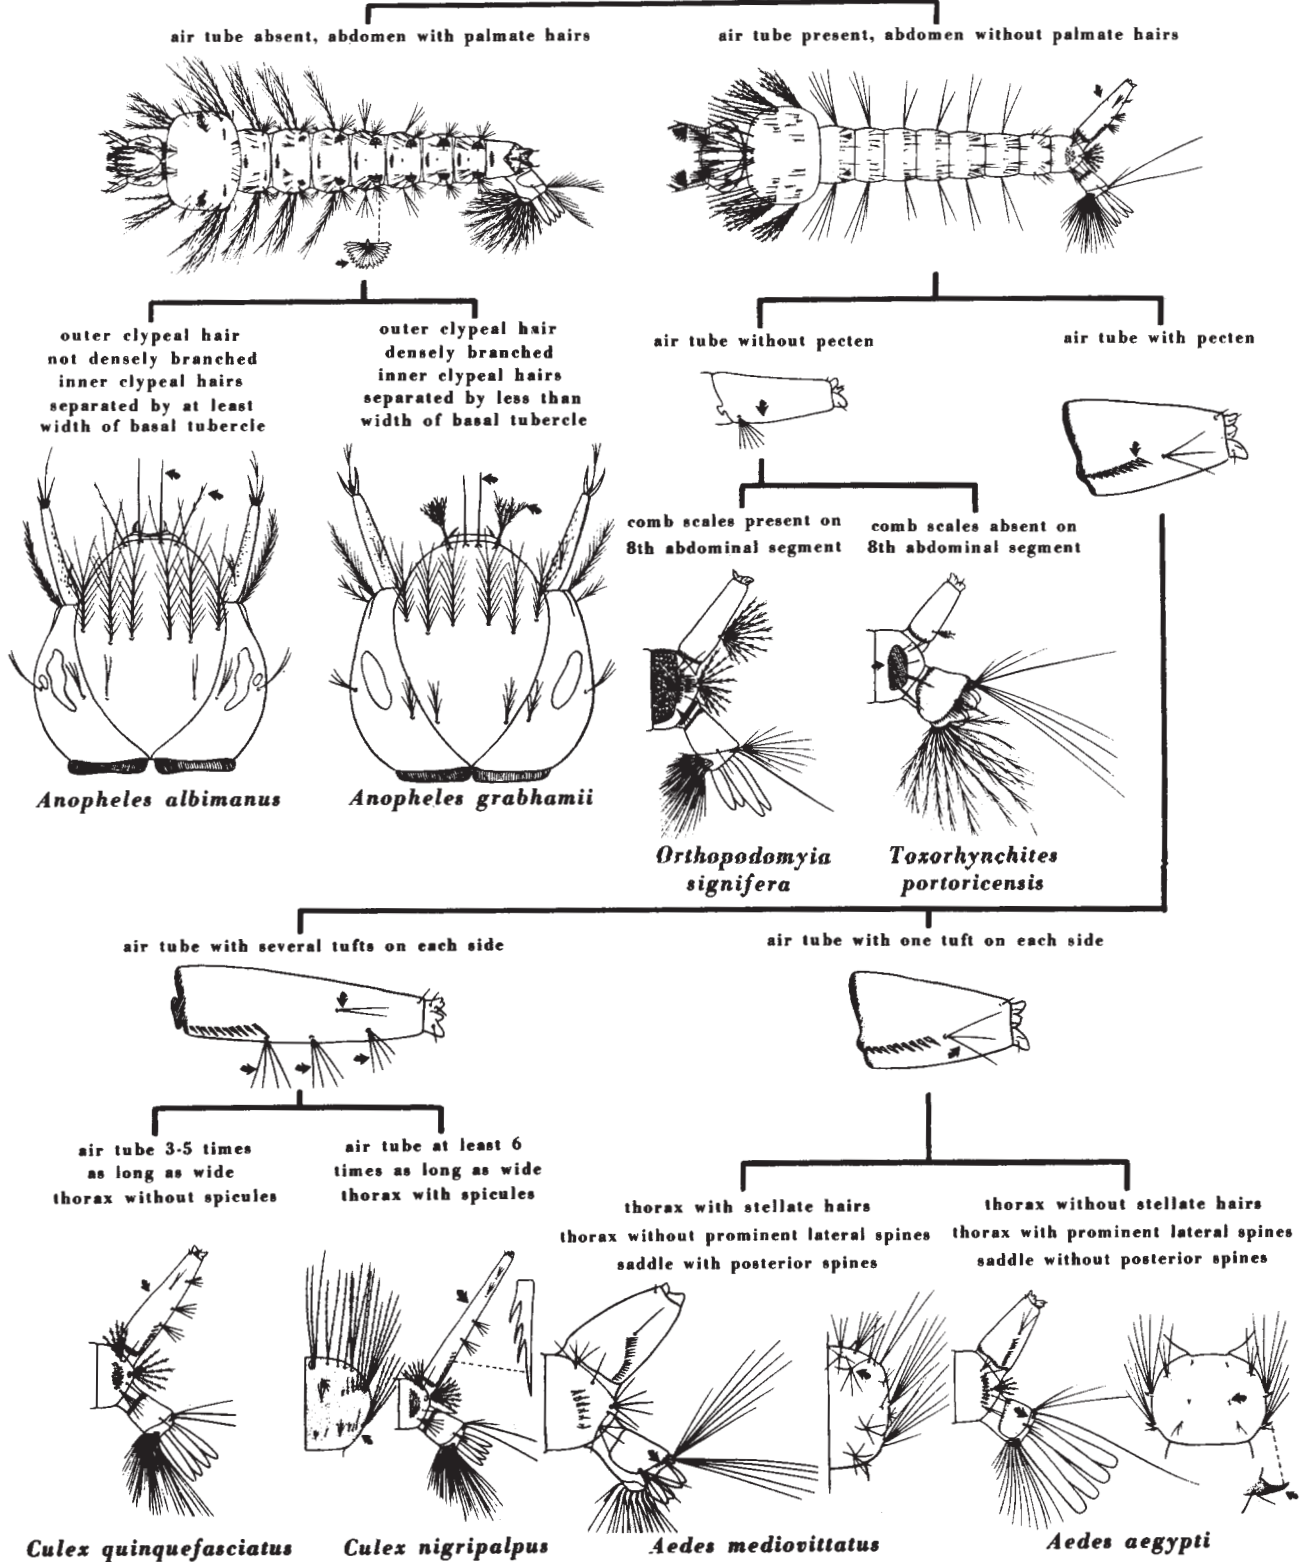 air tube absent, abdomen with palmate hairs
air tube present, abdomen without palmate hairs
outer clypeal hair
not densely branched
inner clypeal hairs
separated by at least
width of basal tubercle
outer clypeal hair
densely branched
inner clypeal hairs
separated by less than
width of basal tubercle
air tube without pecten
air tube with pecten
comb scales present on
8th abdominal segment
comb scales absent on
8th abdominal segment
Anopheles albimanus
Anopheles grabhamii
Orthopodomyia
signifera
Toxorhynchites
portoricensis
air tube with several tufts on each side
air tube with one tuft on each side
air tube 3-5 times
as long as wide
thorax without spicules
air tube at least 6
times as long as wide
thorax with spicules
thorax with stellate hairs
thorax without prominent lateral spines
saddle with posterior spines
thorax without stellate hairs
thorax with prominent lateral spines
saddle without posterior spines
Culex quinquefasciatus
Culex nigripalpus
Aedes mediovittatus
Aedes aegypti